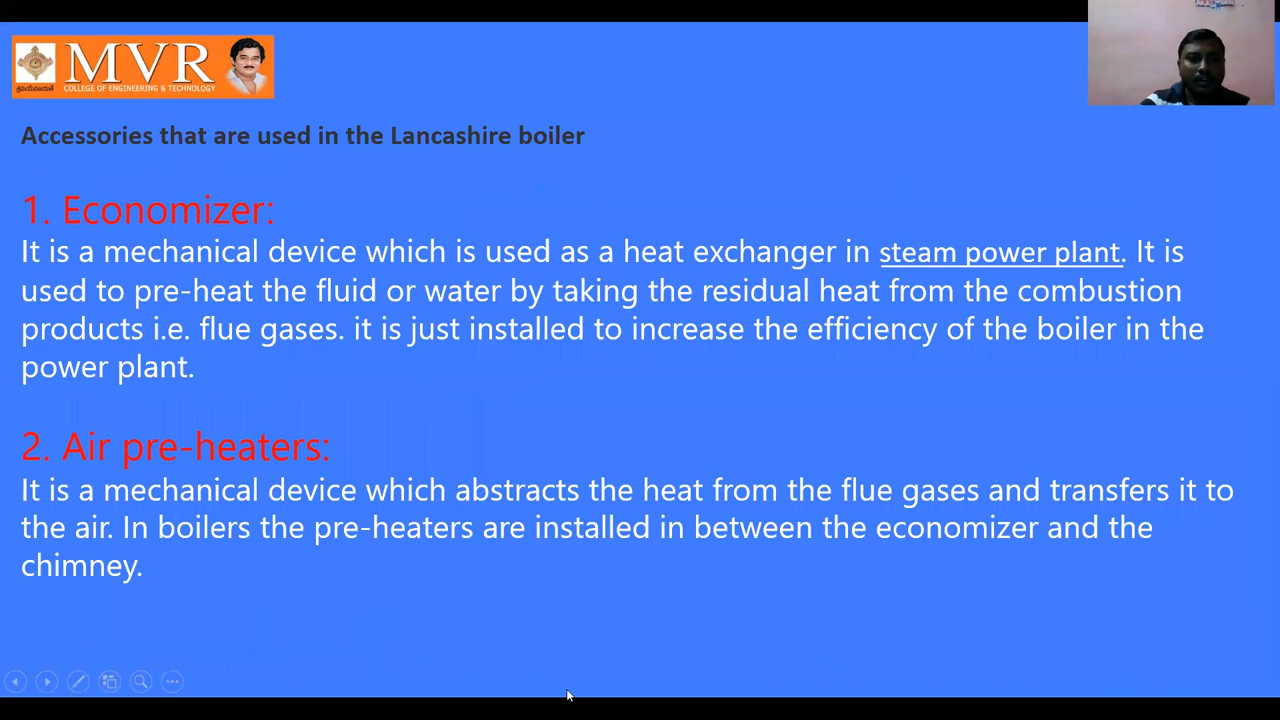 MVR
COLLEGE OF ENGINEERING & TECHNOLOGY
Accessories that are used in the Lancashire boiler
1. Economizer:
It is a mechanical device which is used as a heat exchanger in steam power plant. It is
used to pre-heat the fluid or water by taking the residual heat from the combustion
products i.e. flue gases. it is just installed to increase the efficiency of the boiler in the
power plant.
2. Air pre-heaters:
It is a mechanical device which abstracts the heat from the flue gases and transfers it to
the air. In boilers the pre-heaters are installed in between the economizer and the
chimney.